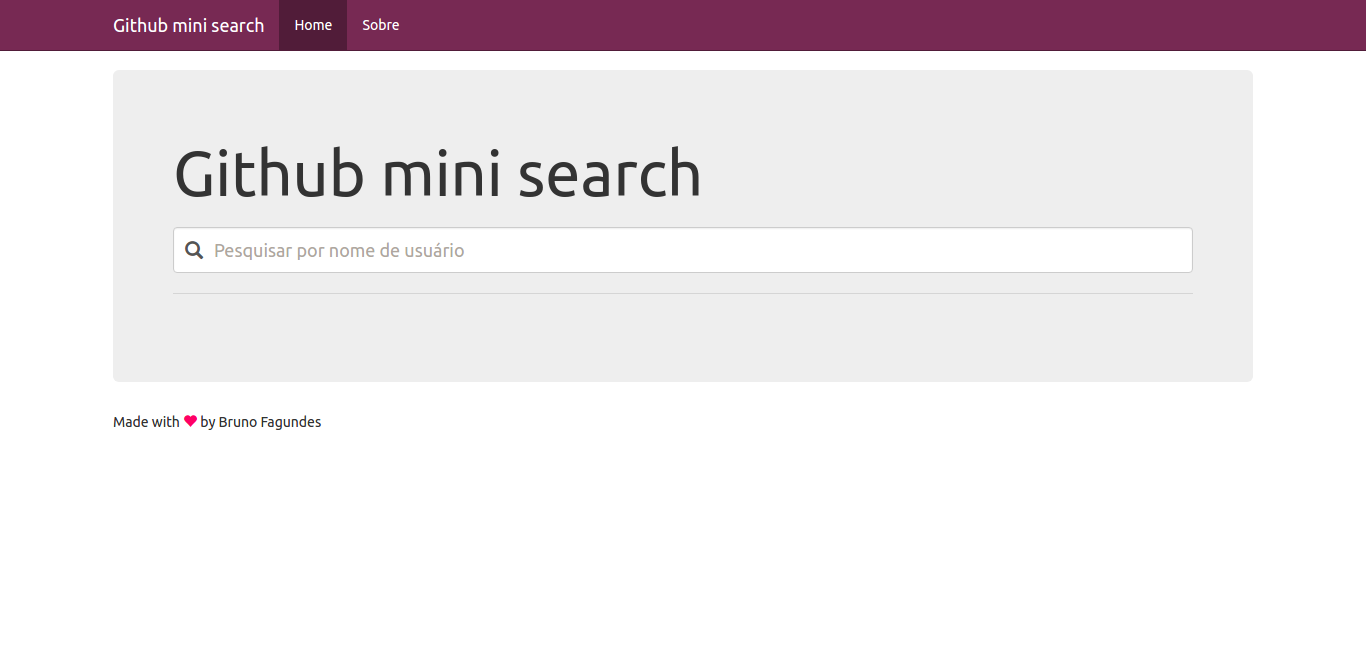 Github mini search Home Sobre
Github mini search
Pesquisar por nome de usuário
Made with ♥ by Bruno Fagundes